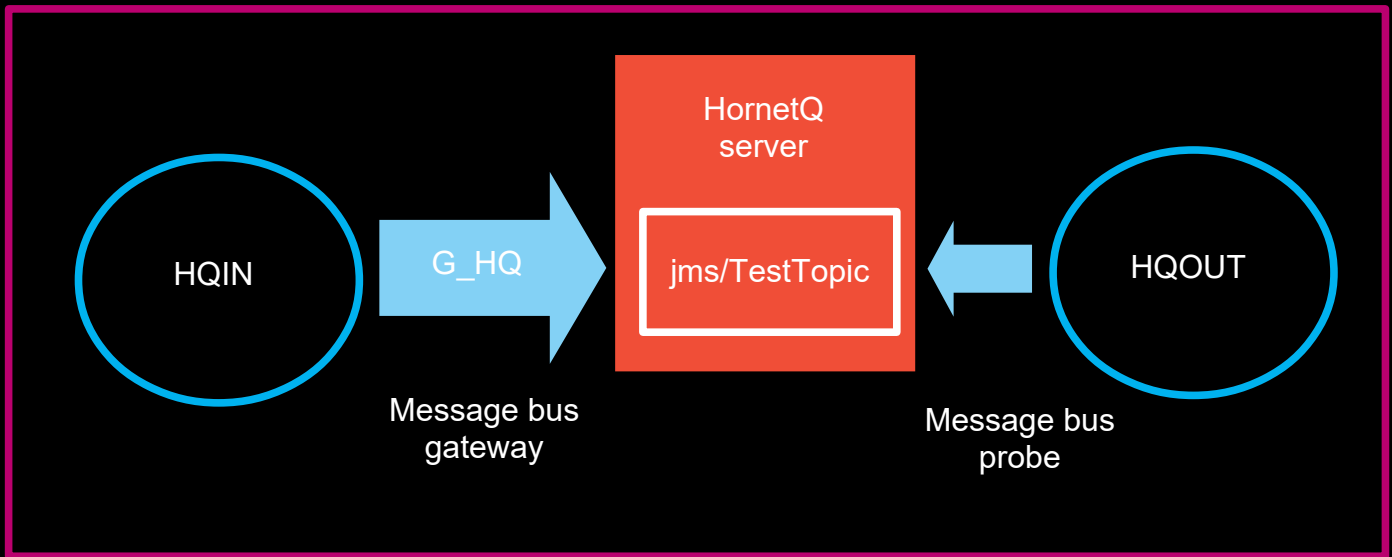 HornetQ
server
HQIN
G_HQ
jms/TestTopic
HQOUT
Message bus
gateway
Message bus
probe